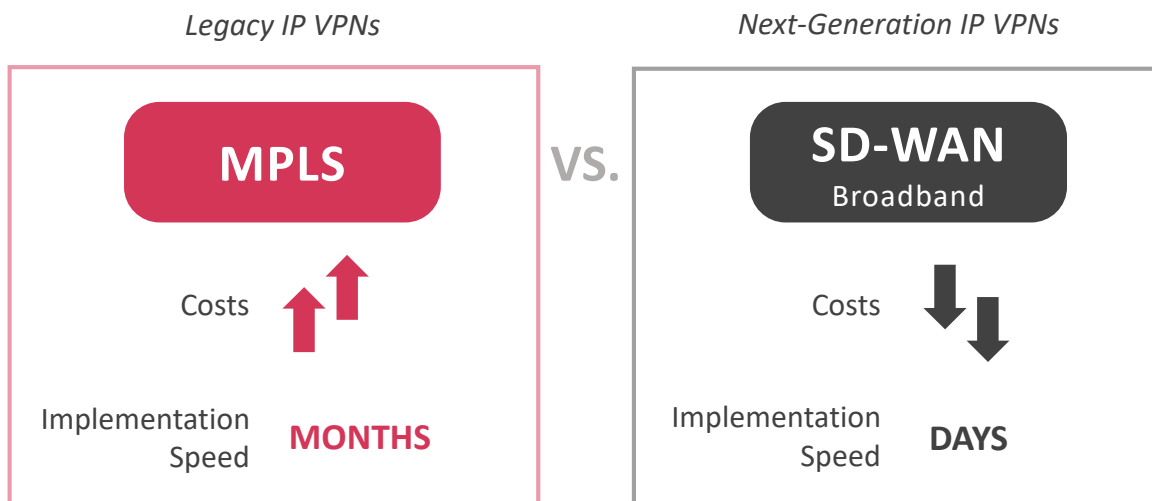 Legacy IP VPNs
MPLS
Costs
Implementation
Speed
MONTHS
VS.
Next-Generation IP VPNs
SD-WAN
Broadband
Costs
Implementation
Speed
DAYS